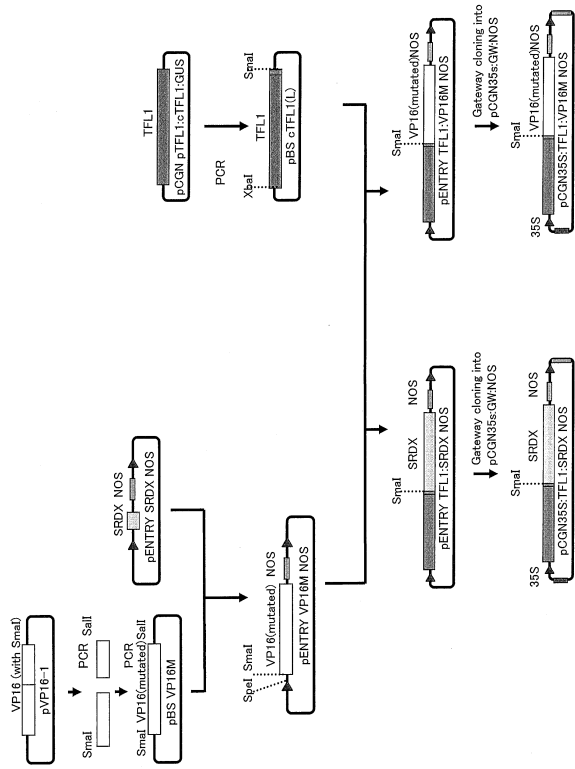 VP16 (with SmaI)
pVP16-1
SmaI
PCR SalI
PCR
SmaI VP16(mutated)SalI
pBS VP16M
SRDX NOS
pENTRY SRDX NOS
SpeI SmaI
VP16(mutated) NOS
pENTRY VP16M NOS
TFL1
pCGN pTFL1:cTFL1:GUS
PCR
XbaI
TFL1
SmaI
pBS cTFL1(L)
SmaI
SRDX
NOS
pENTRY TFL1:SRDX NOS
Gateway cloning into
pCGN35s:GW:NOS
35S
SmaI
SRDX
NOS
pCGN35S:TFL1:SRDX NOS
SmaI
VP16(mutated)NOS
pENTRY TFL1:VP16M NOS
Gateway cloning into
pCGN35s:GW:NOS
35S
SmaI
VP16(mutated)NOS
pCGN35S:TFL1:VP16M NOS